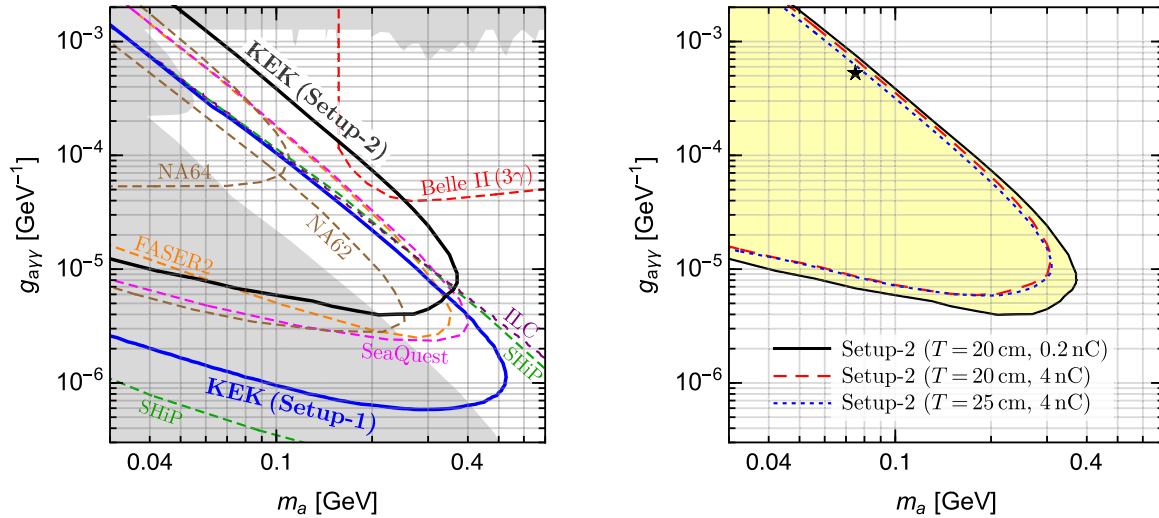 10⁻³
10⁻⁴
10⁻⁵
10⁻⁶
g_aγγ [GeV⁻¹]
KEK (Setup-2)
NA64
Belle II (3γ)
NA62
FASER2
SeaQuest
ILC
SHiP
KEK (Setup-1)
SHiP
0.04 0.1 0.4
m_a [GeV]
10⁻³
10⁻⁴
10⁻⁵
10⁻⁶
g_aγγ [GeV⁻¹]
Setup-2 (T = 20 cm, 0.2 nC)
Setup-2 (T = 20 cm, 4 nC)
Setup-2 (T = 25 cm, 4 nC)
0.04 0.1 0.4
m_a [GeV]